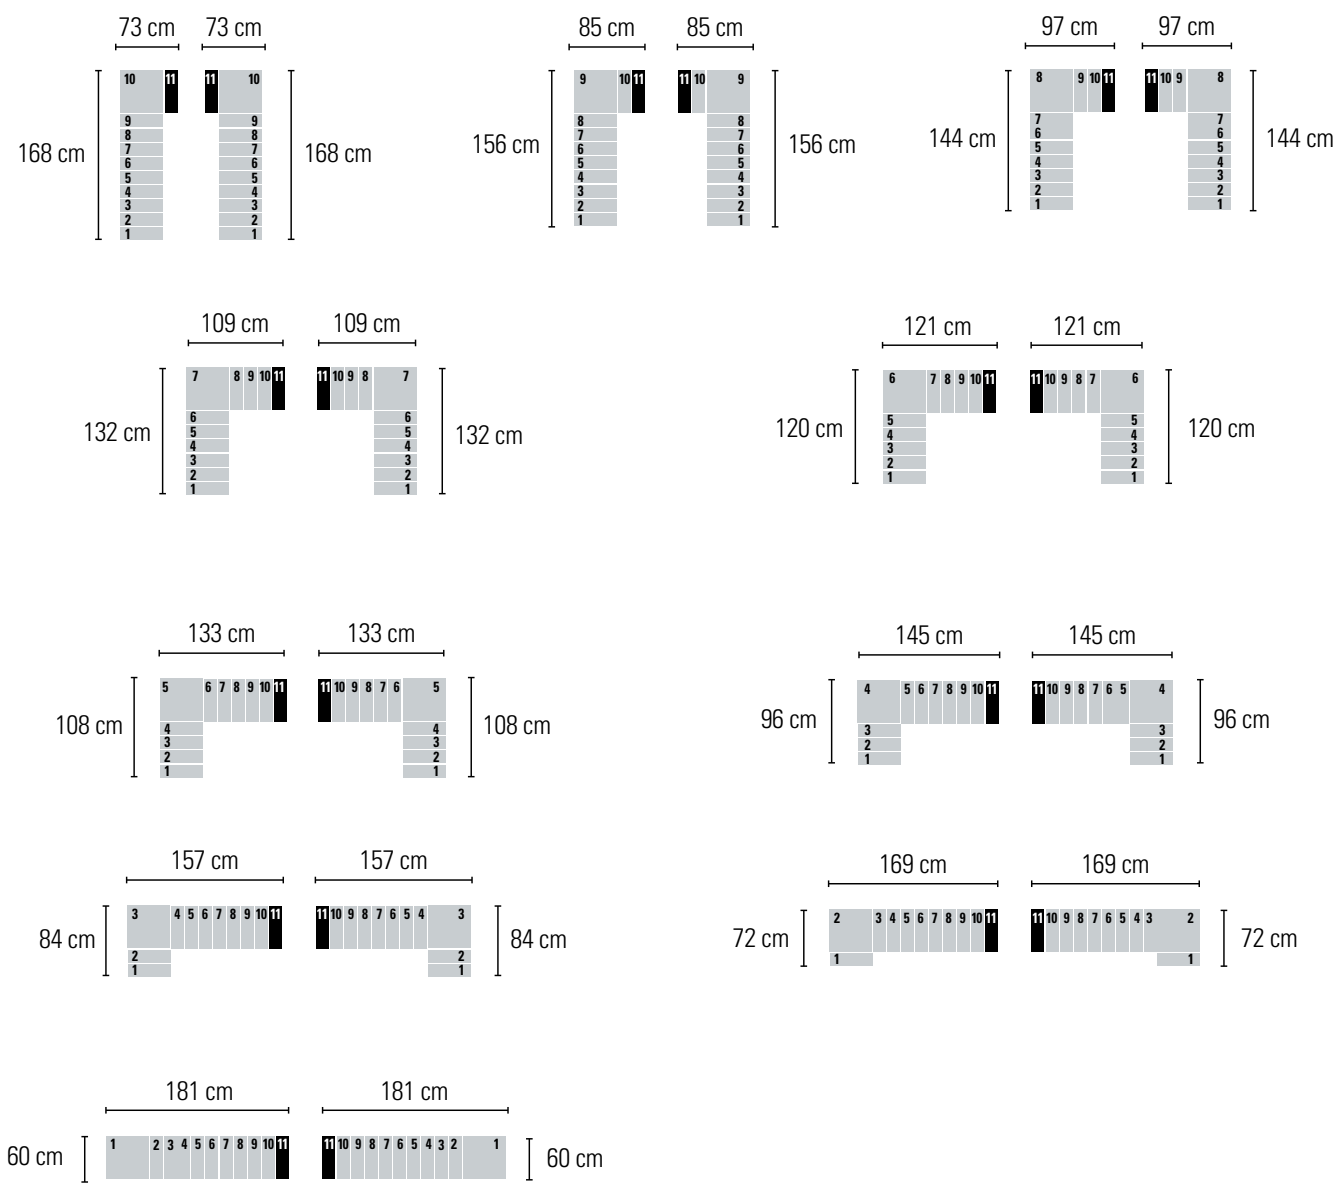 73 cm 73 cm 85 cm 85 cm 97 cm 97 cm
10 11 11 10 9 10 11 11 10 9 8 9 10 11 11 10 9 8
168 cm 168 cm 156 cm 156 cm 144 cm 144 cm
9 9 8 8 7 7
8 8 7 7 6 6
7 7 6 6 5 5
6 6 5 5 4 4
5 5 4 4 3 3
4 4 3 3 2 2
3 3 2 2 1 1
2 2 1 1
1 1
109 cm 109 cm 121 cm 121 cm
7 8 9 10 11 11 10 9 8 7 6 7 8 9 10 11 11 10 9 8 7 6
132 cm 132 cm 120 cm 120 cm
6 6 5 5
5 5 4 4
4 4 3 3
3 3 2 2
2 2 1 1
1 1
133 cm 133 cm 145 cm 145 cm
5 6 7 8 9 10 11 11 10 9 8 7 6 5 4 5 6 7 8 9 10 11 11 10 9 8 7 6 5 4
108 cm 108 cm 96 cm 96 cm
4 4 3 3
3 3 2 2
2 2 1 1
1 1
157 cm 157 cm 169 cm 169 cm
3 4 5 6 7 8 9 10 11 11 10 9 8 7 6 5 4 3 2 3 4 5 6 7 8 9 10 11 11 10 9 8 7 6 5 4 3 2
84 cm 84 cm 72 cm 72 cm
2 2 1 1
1 1
181 cm 181 cm
1 2 3 4 5 6 7 8 9 10 11 11 10 9 8 7 6 5 4 3 2 1
60 cm 60 cm